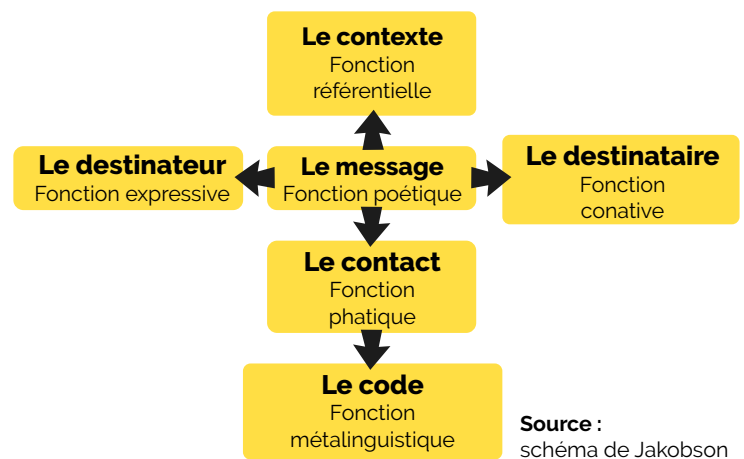 Le contexte
Fonction
référentielle
Le destinateur
Fonction expressive
Le message
Fonction poétique
Le destinataire
Fonction
conative
Le contact
Fonction
phatique
Le code
Fonction
métalinguistique
Source :
schéma de Jakobson